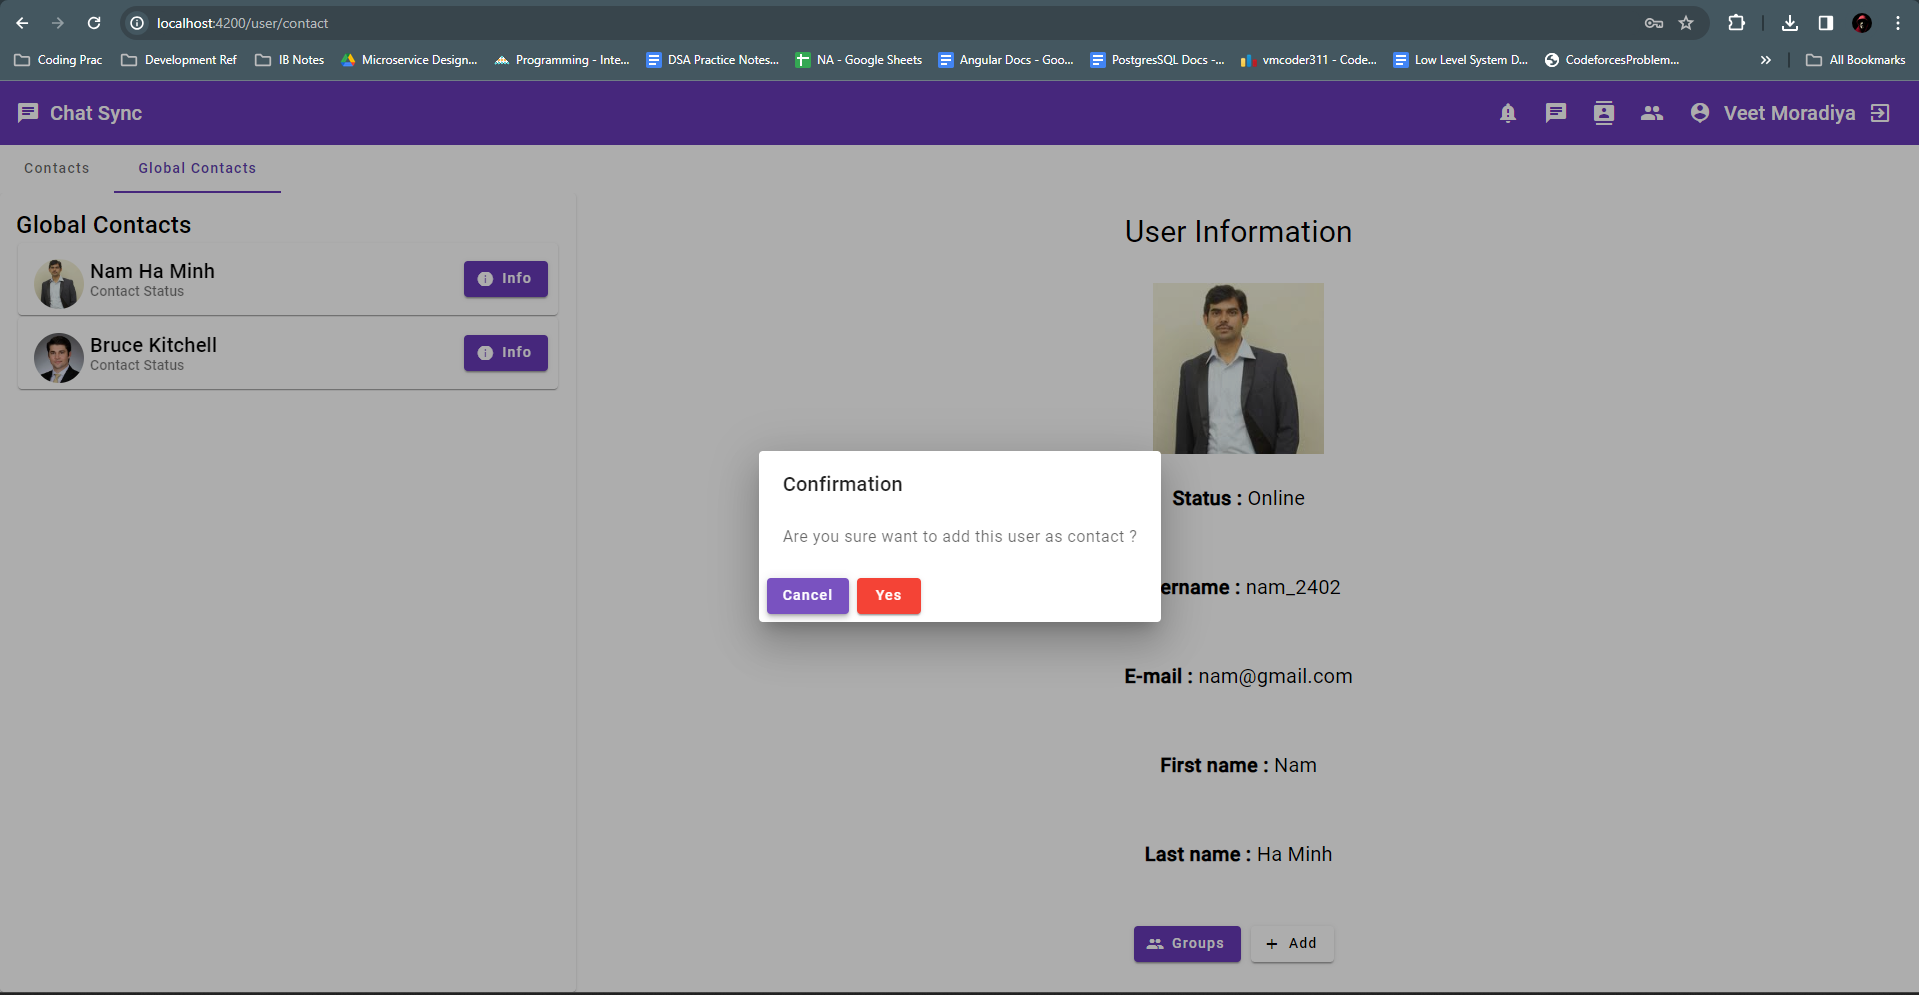 localhost:4200/user/contact
Coding Prac Development Ref IB Notes Microservice Design... Programming - Inte... DSA Practice Notes... NA - Google Sheets Angular Docs - Goo... PostgresSQL Docs -... vmcoder311 - Code... Low Level System D... CodeforcesProblem... » All Bookmarks
Chat Sync Veet Moradiya
Contacts Global Contacts
Global Contacts
Nam Ha Minh
Contact Status
Info
Bruce Kitchell
Contact Status
Info
User Information
Confirmation
Are you sure want to add this user as contact ?
Cancel Yes
Status : Online
ername : nam_2402
E-mail : nam@gmail.com
First name : Nam
Last name : Ha Minh
Groups + Add